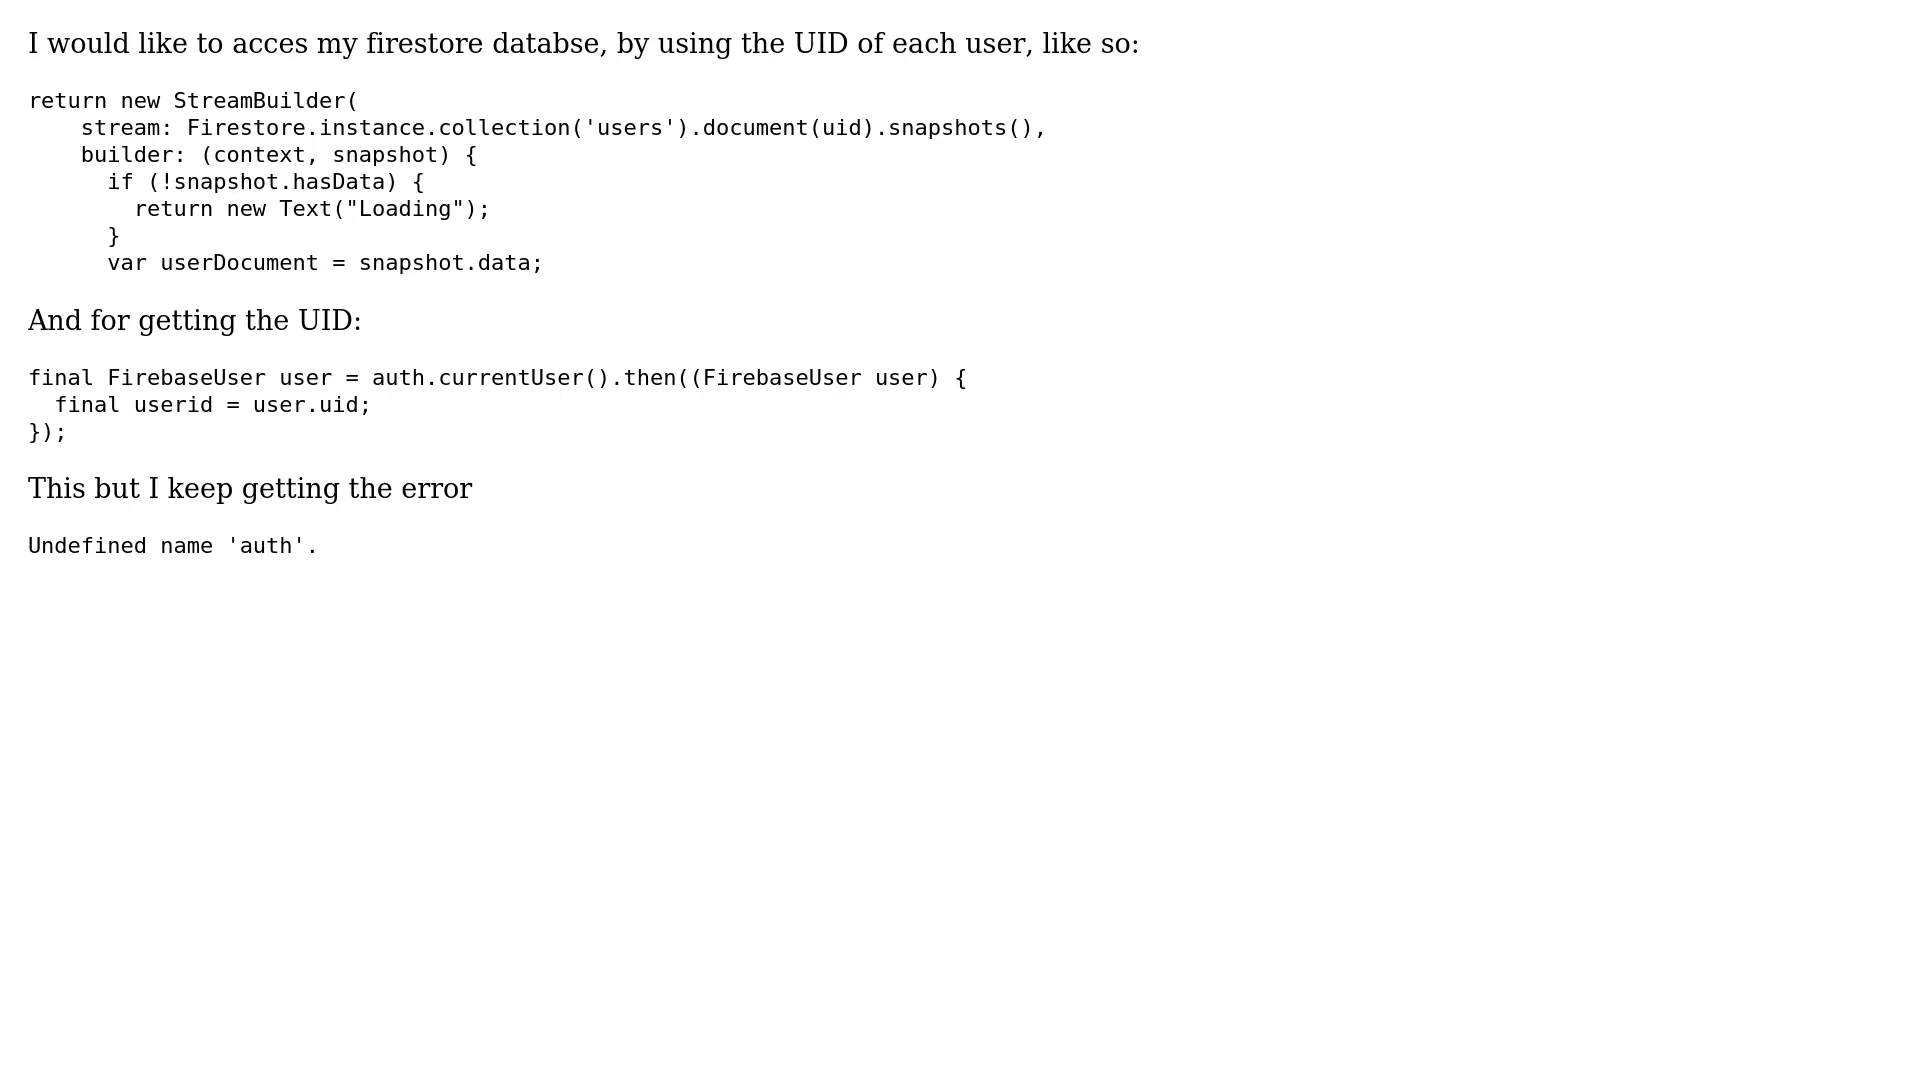 I would like to acces my firestore databse, by using the UID of each user, like so:
return new StreamBuilder(
    stream: Firestore.instance.collection('users').document(uid).snapshots(),
    builder: (context, snapshot) {
      if (!snapshot.hasData) {
        return new Text("Loading");
      }
      var userDocument = snapshot.data;
And for getting the UID:
final FirebaseUser user = auth.currentUser().then((FirebaseUser user) {
  final userid = user.uid;
});
This but I keep getting the error
Undefined name 'auth'.